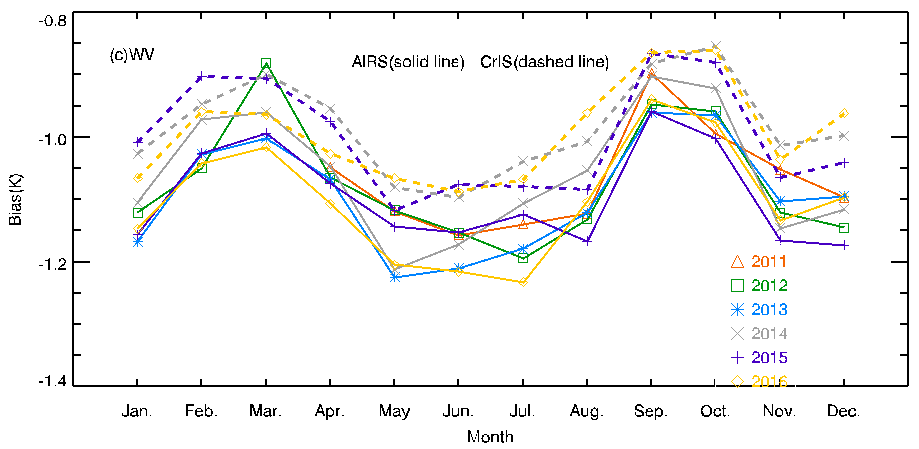 -0.8
(c)WV
AIRS(solid line) CrIS(dashed line)
-1.0
Bias(K)
-1.2
2011
2012
2013
2014
2015
2016
-1.4
Jan. Feb. Mar. Apr. May Jun. Jul. Aug. Sep. Oct. Nov. Dec.
Month